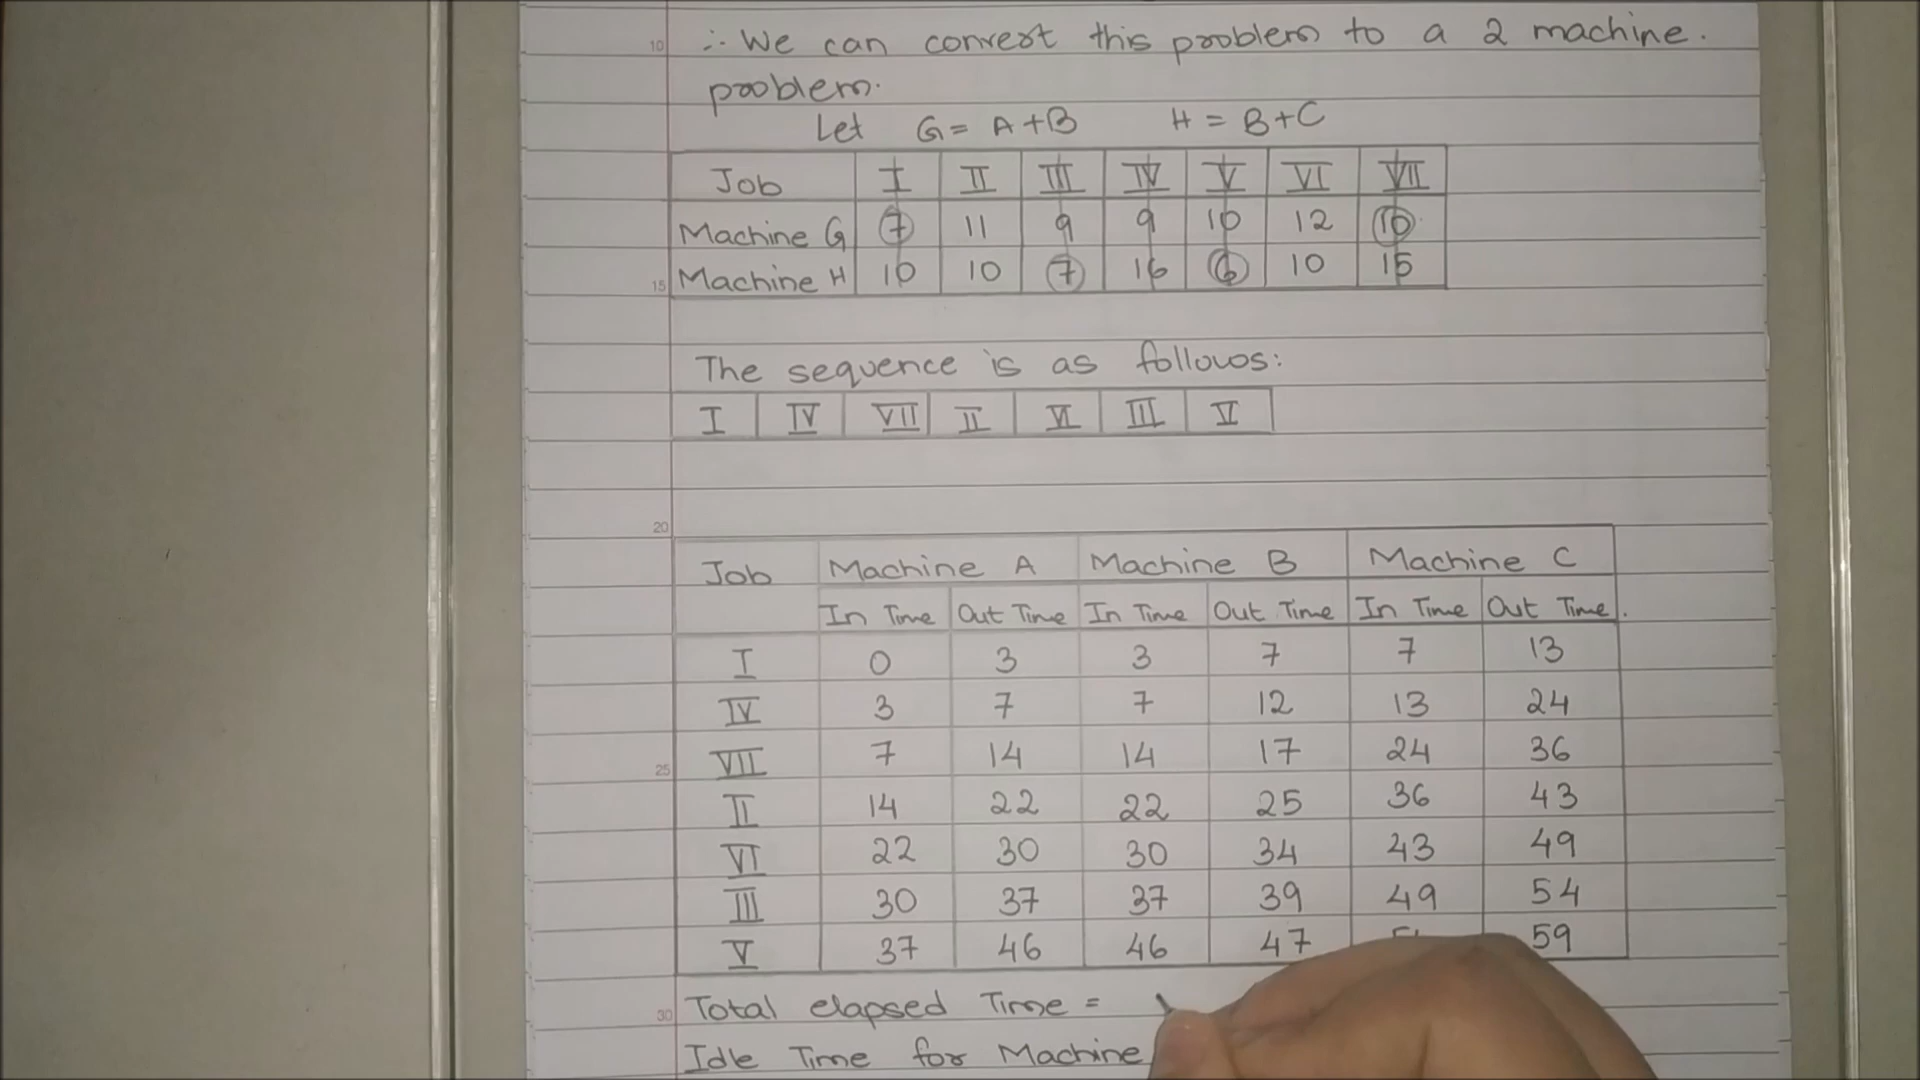 10 ∴ We can convert this problem to a 2 machine.
problem.
Let G = A+B H = B+C
Job I II III IV V VI VII
Machine G 7 11 9 9 10 12 10
15 Machine H 10 10 7 16 6 10 15
The sequence is as follows:
I IV VII II VI III V
20
Job Machine A Machine B Machine C
In Time Out Time In Time Out Time In Time Out Time
I 0 3 3 7 7 13
IV 3 7 7 12 13 24
25 VII 7 14 14 17 24 36
II 14 22 22 25 36 43
VI 22 30 30 34 43 49
III 30 37 37 39 49 54
V 37 46 46 47 59
30 Total elapsed Time =
Idle Time for Machine